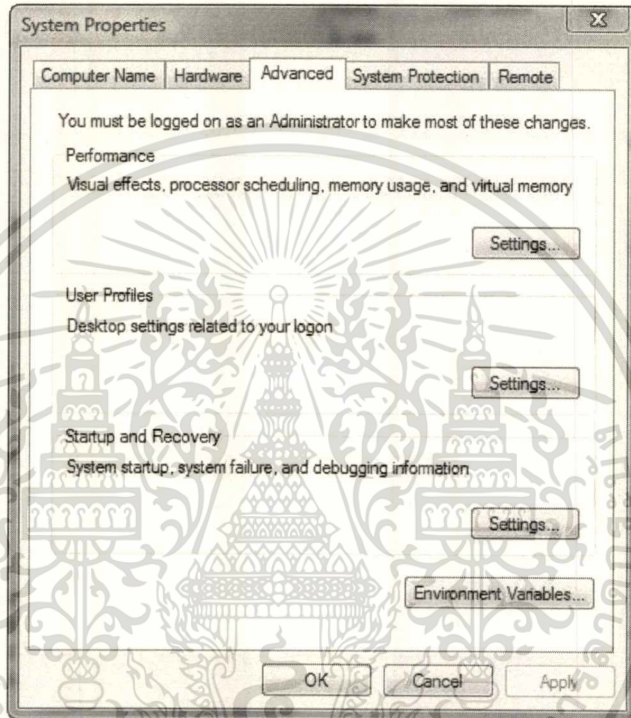 System Properties
Computer Name
Hardware
Advanced
System Protection
Remote
You must be logged on as an Administrator to make most of these changes.
Performance
Visual effects, processor scheduling, memory usage, and virtual memory
Settings...
User Profiles
Desktop settings related to your logon
Settings...
Startup and Recovery
System startup, system failure, and debugging information
Settings...
Environment Variables...
OK
Cancel
Apply